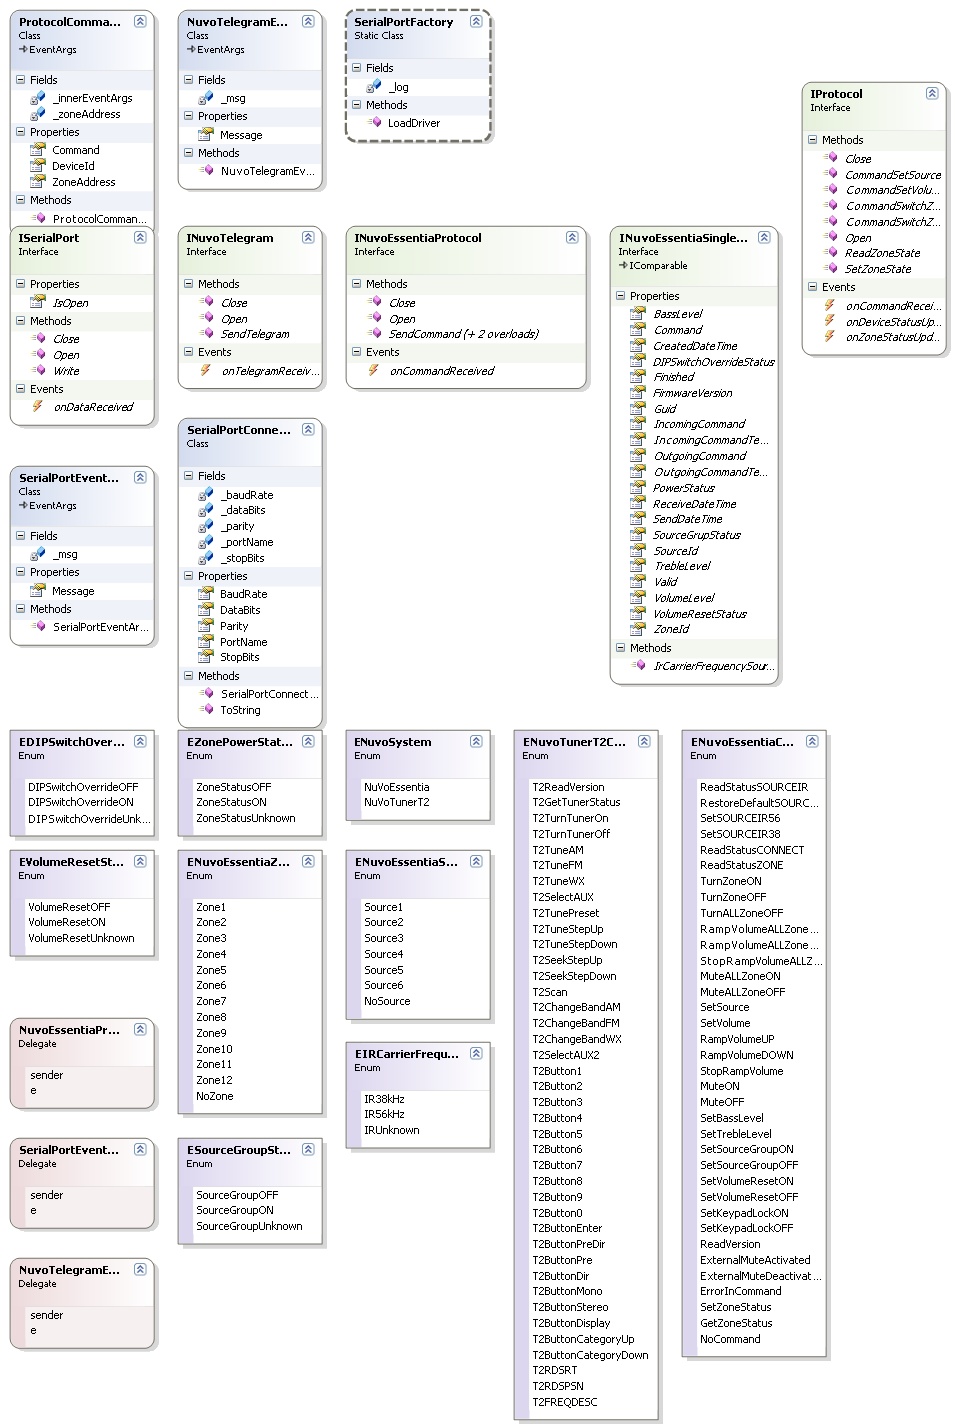 ProtocolComma...
Class
EventArgs
Fields
_innerEventArgs
_zoneAddress
Properties
Command
DeviceId
ZoneAddress
Methods
ProtocolComman...
NuvoTelegramE...
Class
EventArgs
Fields
_msg
Properties
Message
Methods
NuvoTelegramEv...
SerialPortFactory
Static Class
Fields
_log
Methods
LoadDriver
IProtocol
Interface
Methods
Close
CommandSetSource
CommandSetVolu...
CommandSwitchZ...
CommandSwitchZ...
Open
ReadZoneState
SetZoneState
Events
onCommandRecei...
onDeviceStatusUp...
onZoneStatusUpd...
ISerialPort
Interface
Properties
IsOpen
Methods
Close
Open
Write
Events
onDataReceived
INuvoTelegram
Interface
Methods
Close
Open
SendTelegram
Events
onTelegramReceiv...
INuvoEssentiaProtocol
Interface
Methods
Close
Open
SendCommand (+ 2 overloads)
Events
onCommandReceived
INuvoEssentiaSingle...
Interface
IComparable
Properties
BassLevel
Command
CreatedDateTime
DIPSwitchOverrideStatus
Finished
FirmwareVersion
Guid
IncomingCommand
IncomingCommandTe...
OutgoingCommand
OutgoingCommandTe...
PowerStatus
ReceiveDateTime
SendDateTime
SourceGrupStatus
SourceId
TrebleLevel
Valid
VolumeLevel
VolumeResetStatus
ZoneId
Methods
IrCarrierFrequencySour...
SerialPortEvent...
Class
EventArgs
Fields
_msg
Properties
Message
Methods
SerialPortEventAr...
SerialPortConne...
Class
Fields
_baudRate
_dataBits
_parity
_portName
_stopBits
Properties
BaudRate
DataBits
Parity
PortName
StopBits
Methods
SerialPortConnect...
ToString
EDIPSwitchOver...
Enum
DIPSwitchOverrideOFF
DIPSwitchOverrideON
DIPSwitchOverrideUnk...
EZonePowerStat...
Enum
ZoneStatusOFF
ZoneStatusON
ZoneStatusUnknown
ENuvoSystem
Enum
NuVoEssentia
NuVoTunerT2
ENuvoTunerT2C...
Enum
T2ReadVersion
T2GetTunerStatus
T2TurnTunerOn
T2TurnTunerOff
T2TuneAM
T2TuneFM
T2TuneWX
T2SelectAUX
T2TunePreset
T2TuneStepUp
T2TuneStepDown
T2SeekStepUp
T2SeekStepDown
T2Scan
T2ChangeBandAM
T2ChangeBandFM
T2ChangeBandWX
T2SelectAUX2
T2Button1
T2Button2
T2Button3
T2Button4
T2Button5
T2Button6
T2Button7
T2Button8
T2Button9
T2Button0
T2ButtonEnter
T2ButtonPreDir
T2ButtonPre
T2ButtonDir
T2ButtonMono
T2ButtonStereo
T2ButtonDisplay
T2ButtonCategoryUp
T2ButtonCategoryDown
T2RDSRT
T2RDSPSN
T2FREQDESC
ENuvoEssentiaC...
Enum
ReadStatusSOURCEIR
RestoreDefaultSOURC...
SetSOURCEIR56
SetSOURCEIR38
ReadStatusCONNECT
ReadStatusZONE
TurnZoneON
TurnZoneOFF
TurnALLZoneOFF
RampVolumeALLZone...
RampVolumeALLZone...
StopRampVolumeALLZ...
MuteALLZoneON
MuteALLZoneOFF
SetSource
SetVolume
RampVolumeUP
RampVolumeDOWN
StopRampVolume
MuteON
MuteOFF
SetBassLevel
SetTrebleLevel
SetSourceGroupON
SetSourceGroupOFF
SetVolumeResetON
SetVolumeResetOFF
SetKeypadLockON
SetKeypadLockOFF
ReadVersion
ExternalMuteActivated
ExternalMuteDeactivat...
ErrorInCommand
SetZoneStatus
GetZoneStatus
NoCommand
EVolumeResetSt...
Enum
VolumeResetOFF
VolumeResetON
VolumeResetUnknown
ENuvoEssentiaZ...
Enum
Zone1
Zone2
Zone3
Zone4
Zone5
Zone6
Zone7
Zone8
Zone9
Zone10
Zone11
Zone12
NoZone
ENuvoEssentiaS...
Enum
Source1
Source2
Source3
Source4
Source5
Source6
NoSource
NuvoEssentiaPr...
Delegate
sender
e
EIRCarrierFrequ...
Enum
IR38kHz
IR56kHz
IRUnknown
SerialPortEvent...
Delegate
sender
e
ESourceGroupSt...
Enum
SourceGroupOFF
SourceGroupON
SourceGroupUnknown
NuvoTelegramE...
Delegate
sender
e